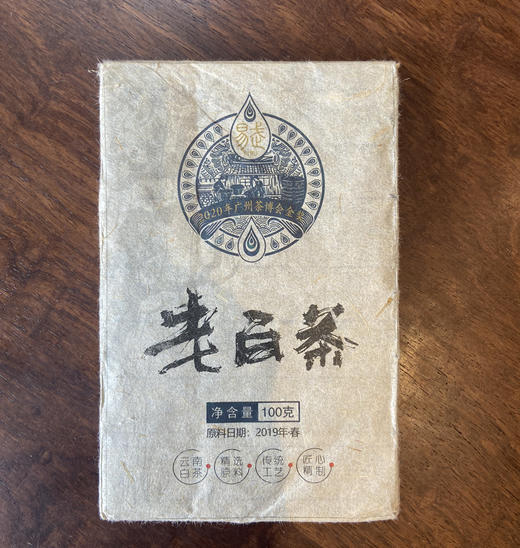 易武
2020年广州茶博会金奖
老白茶
净含量 100克
原料日期：2019年·春
云南 精选 传统 匠心
白茶 原料 工艺 精制